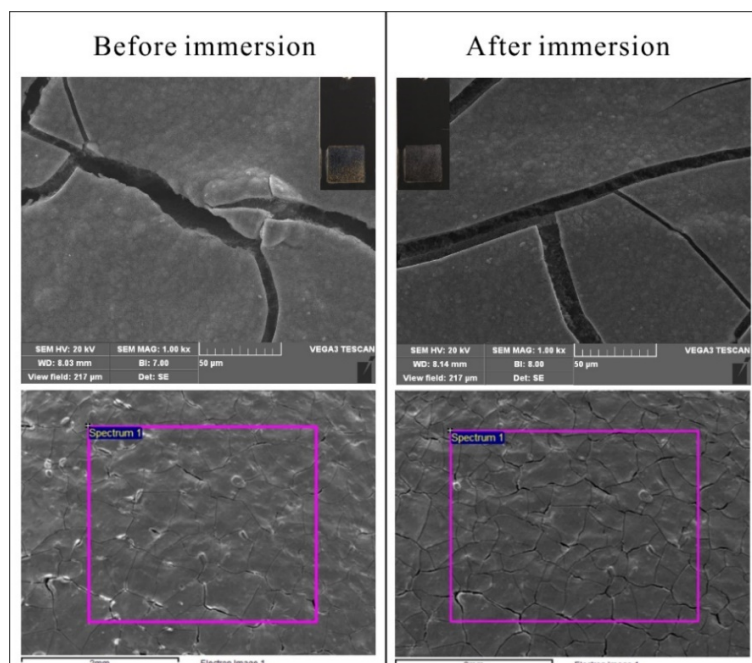 Before immersion
After immersion
SEM HV: 20 kV
SEM MAG: 1.00 kx
VEGA3 TESCAN
WD: 8.03 mm
BI: 7.00
50 µm
View field: 217 µm
Det: SE
SEM HV: 20 kV
SEM MAG: 1.00 kx
VEGA3 TESCAN
WD: 8.14 mm
BI: 8.00
50 µm
View field: 217 µm
Det: SE
Spectrum 1
Spectrum 1